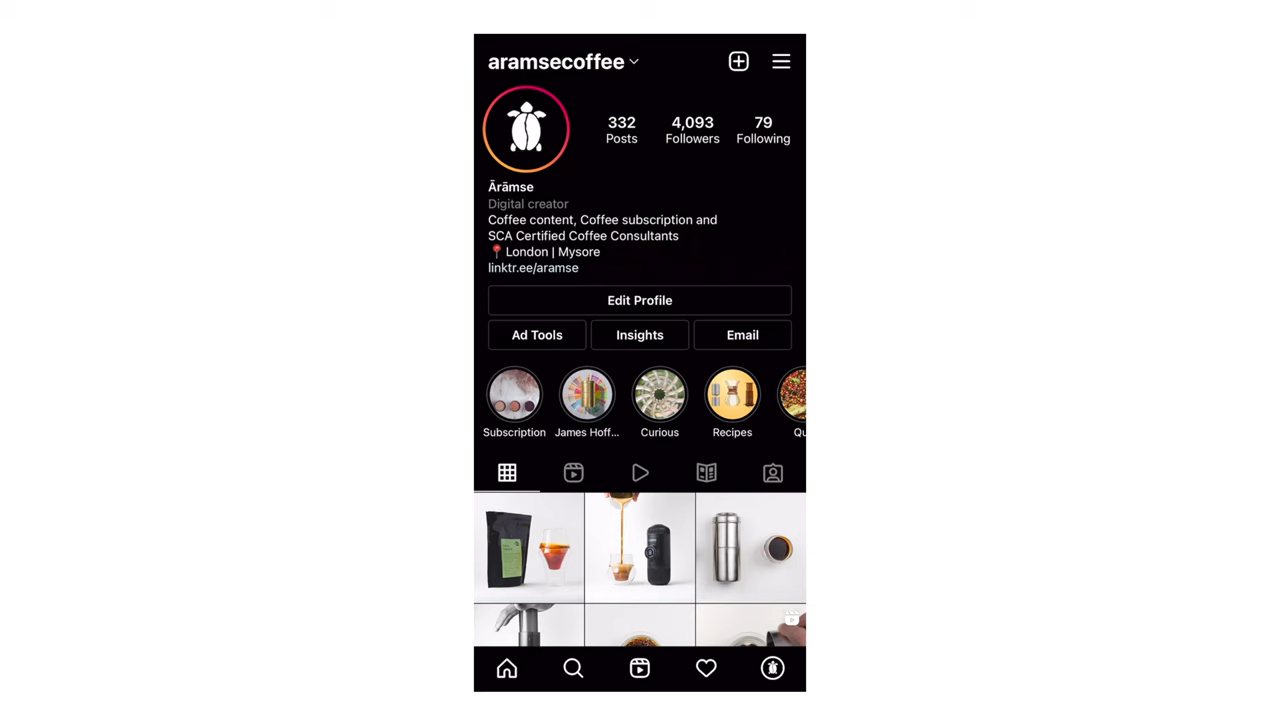 aramsecoffee
332 4,093 79
Posts Followers Following
Ārāmse
Digital creator
Coffee content, Coffee subscription and
SCA Certified Coffee Consultants
London | Mysore
linktr.ee/aramse
Edit Profile
Ad Tools Insights Email
Subscription James Hoff... Curious Recipes Qu